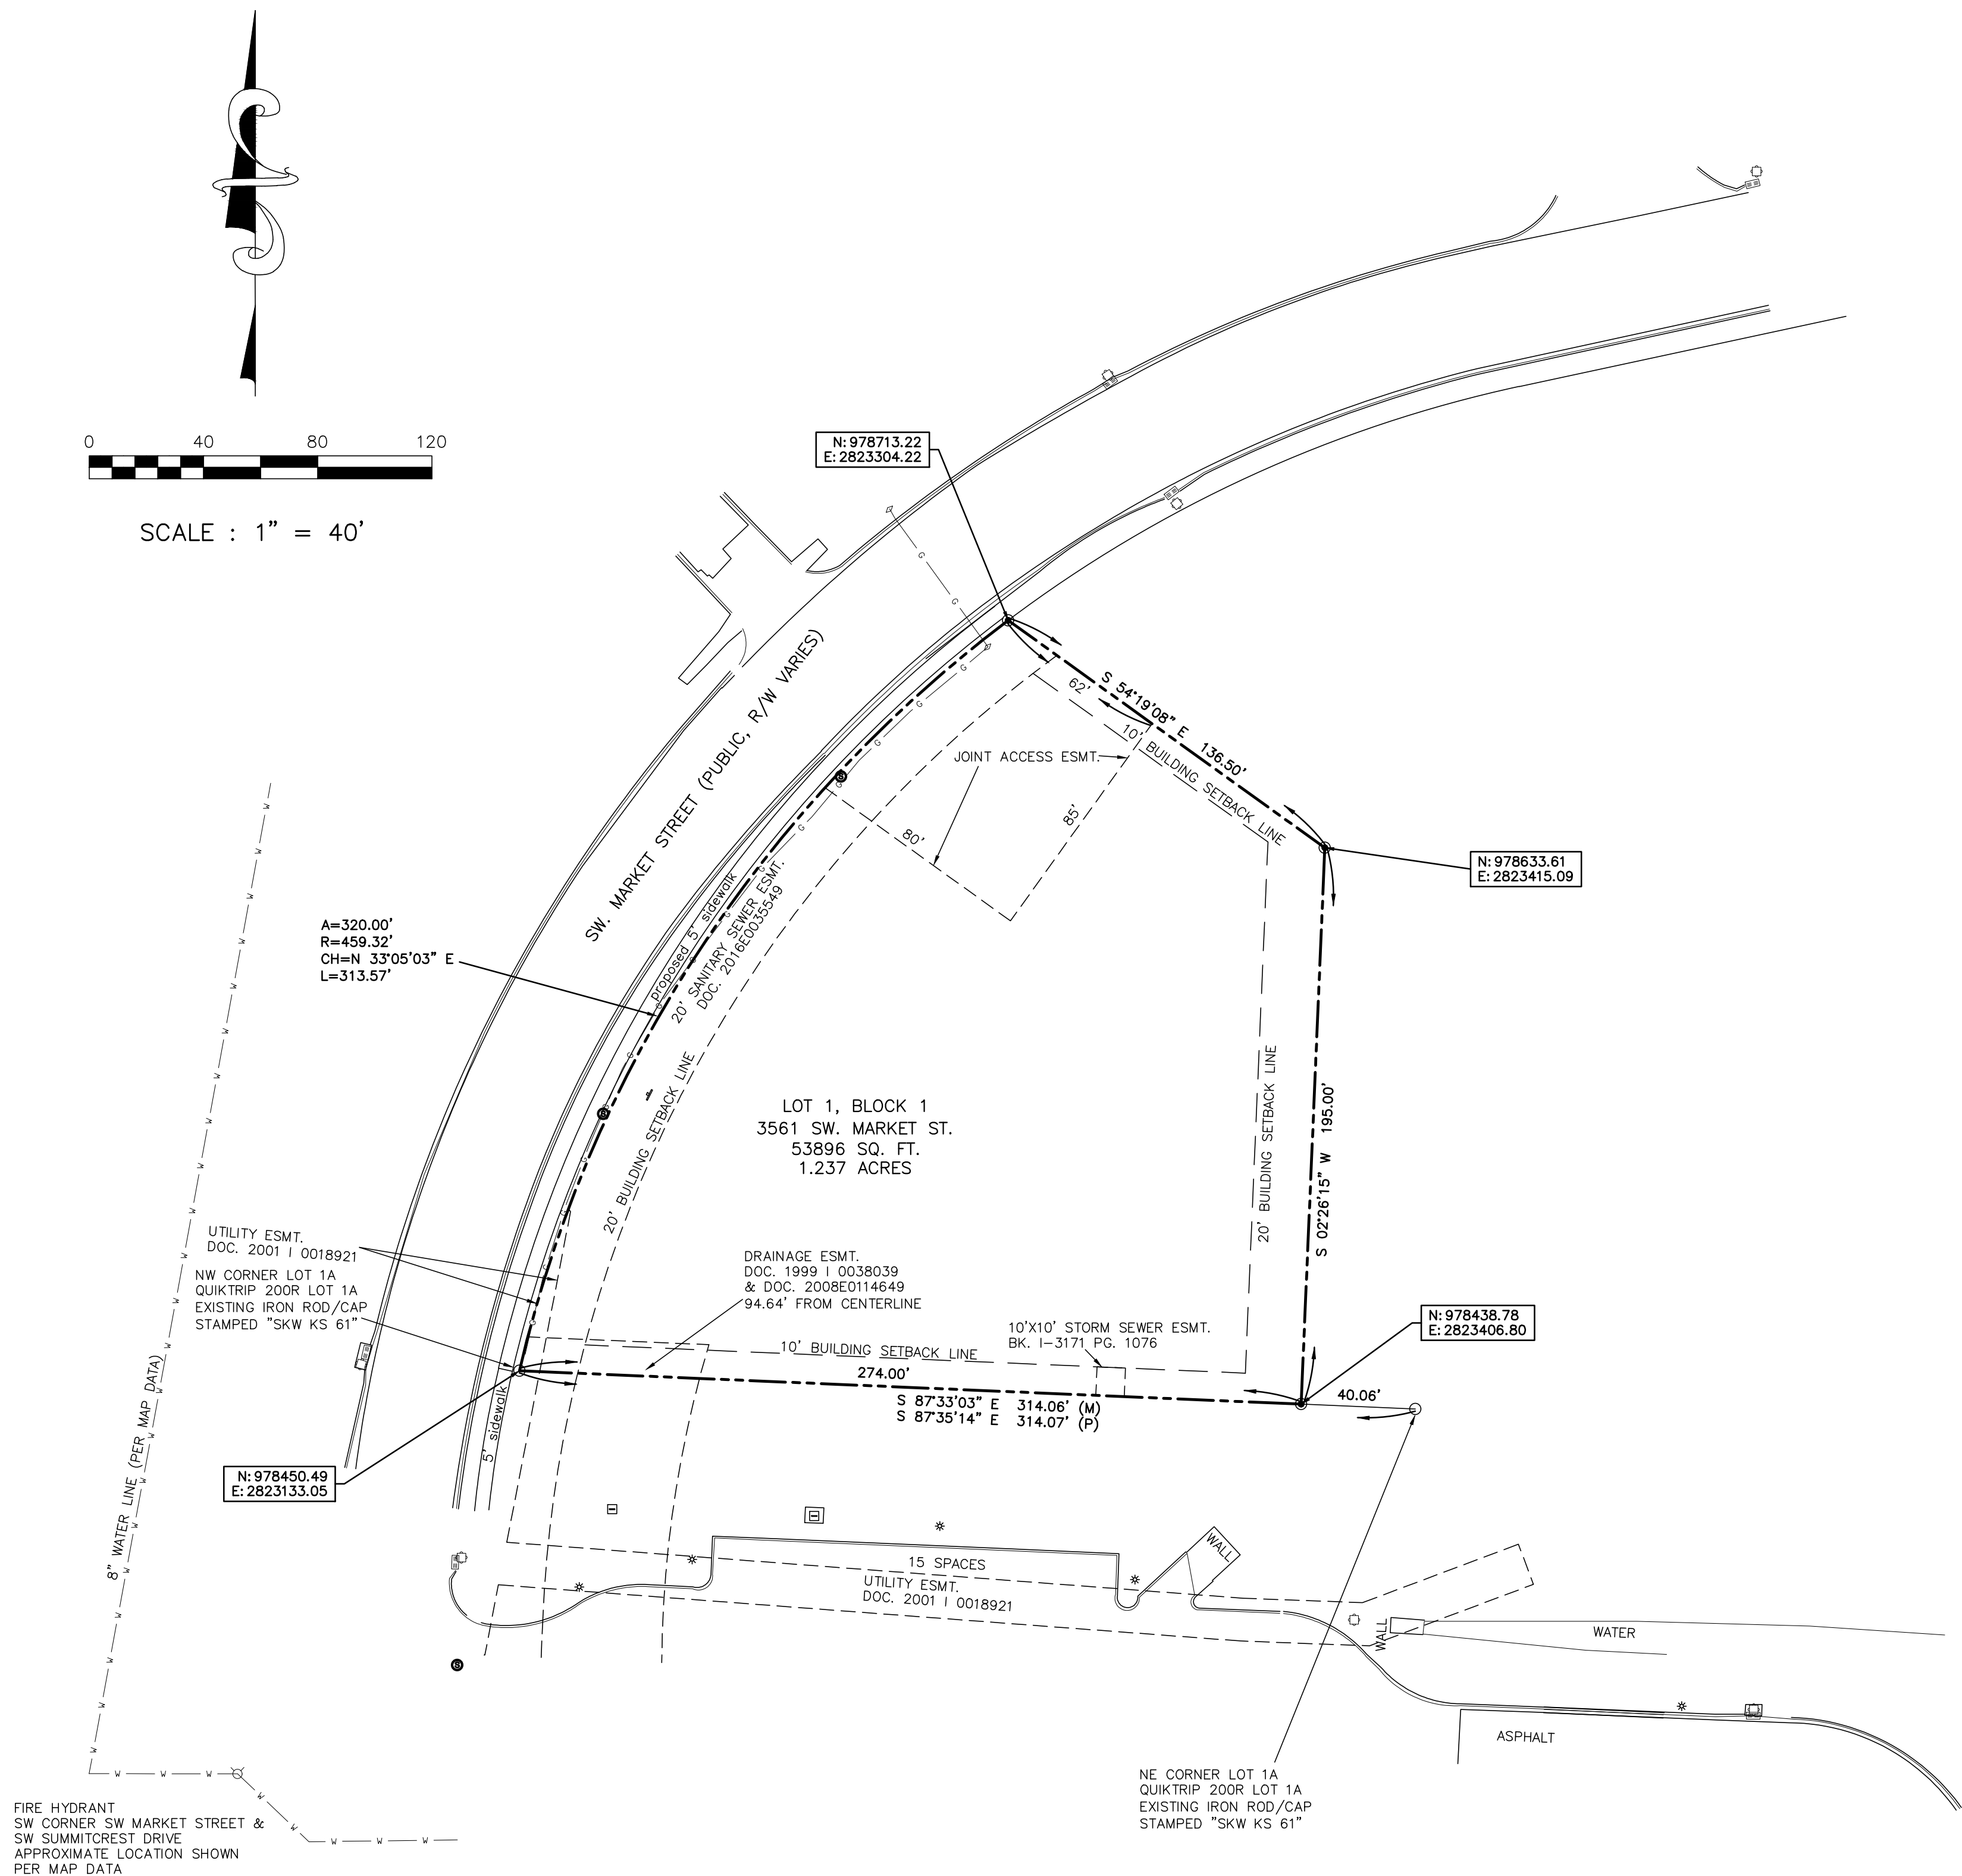 0 40 80 120
SCALE : 1" = 40'
N: 978713.22
E: 2823304.22
SW. MARKET STREET (PUBLIC, R/W VARIES)
G
G
62'
S 54°19'08" E 136.50'
10' BUILDING SETBACK LINE
JOINT ACCESS ESMT.
85'
80'
N: 978633.61
E: 2823415.09
A=320.00'
R=459.32'
CH=N 33°05'03" E
L=313.57'
proposed 5' sidewalk
20' SANITARY SEWER ESMT.
DOC. 2016E0035549
20' BUILDING SETBACK LINE
LOT 1, BLOCK 1
3561 SW. MARKET ST.
53896 SQ. FT.
1.237 ACRES
20' BUILDING SETBACK LINE
S 02°26'15" W 195.00'
UTILITY ESMT.
DOC. 2001 I 0018921
NW CORNER LOT 1A
QUIKTRIP 200R LOT 1A
EXISTING IRON ROD/CAP
STAMPED "SKW KS 61"
DRAINAGE ESMT.
DOC. 1999 I 0038039
& DOC. 2008E0114649
94.64' FROM CENTERLINE
10'X10' STORM SEWER ESMT.
BK. I-3171 PG. 1076
10' BUILDING SETBACK LINE
274.00'
S 87°33'03" E 314.06' (M)
S 87°35'14" E 314.07' (P)
N: 978438.78
E: 2823406.80
40.06'
5' sidewalk
N: 978450.49
E: 2823133.05
8" WATER LINE (PER MAP DATA)
15 SPACES
WALL
UTILITY ESMT.
DOC. 2001 I 0018921
WALL
WATER
ASPHALT
NE CORNER LOT 1A
QUIKTRIP 200R LOT 1A
EXISTING IRON ROD/CAP
STAMPED "SKW KS 61"
W W W
W W W
FIRE HYDRANT
SW CORNER SW MARKET STREET &
SW SUMMITCREST DRIVE
APPROXIMATE LOCATION SHOWN
PER MAP DATA